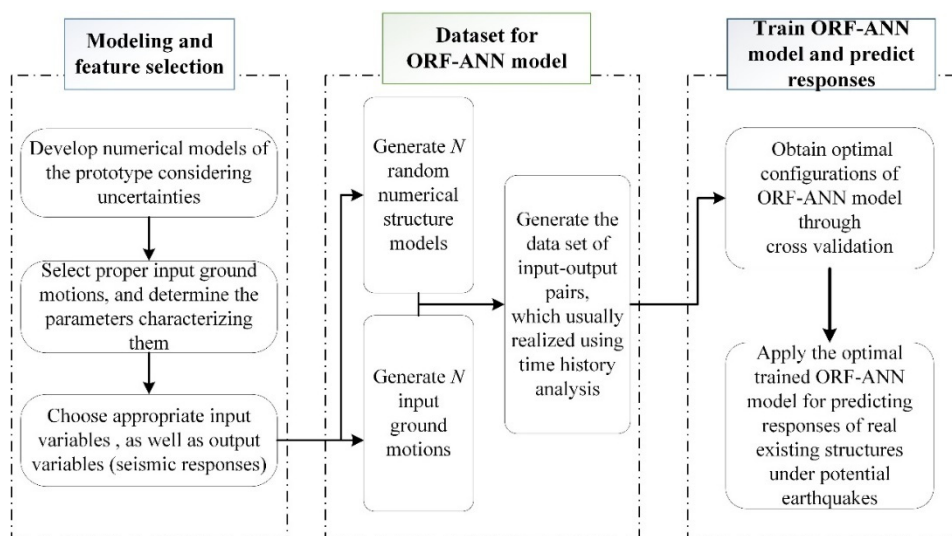 Modeling and
feature selection
Develop numerical models of
the prototype considering
uncertainties
Select proper input ground
motions, and determine the
parameters characterizing
them
Choose appropriate input
variables , as well as output
variables (seismic responses)
Dataset for
ORF-ANN model
Generate N
random
numerical
structure
models
Generate N
input
ground
motions
Generate the
data set of
input-output
pairs,
which usually
realized using
time history
analysis
Train ORF-ANN
model and predict
responses
Obtain optimal
configurations of
ORF-ANN model
through
cross validation
Apply the optimal
trained ORF-ANN
model for predicting
responses of real
existing structures
under potential
earthquakes